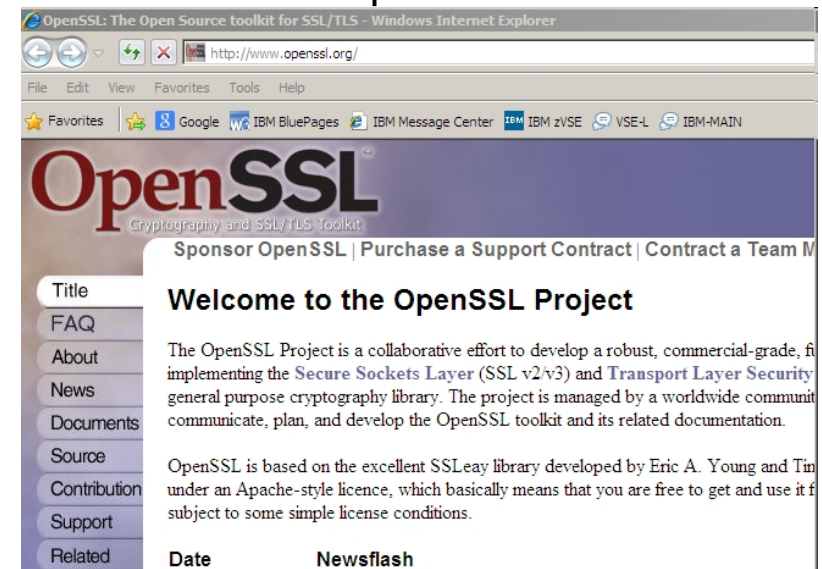 OpenSSL: The Open Source toolkit for SSL/TLS - Windows Internet Explorer
http://www.openssl.org/
File Edit View Favorites Tools Help
Favorites Google IBM BluePages IBM Message Center IBM IBM zVSE VSE-L IBM-MAIN
OpenSSL
Cryptography and SSL/TLS Toolkit
Sponsor OpenSSL | Purchase a Support Contract | Contract a Team M
Title
FAQ
About
News
Documents
Source
Contribution
Support
Related
Welcome to the OpenSSL Project
The OpenSSL Project is a collaborative effort to develop a robust, commercial-grade,
implementing the Secure Sockets Layer (SSL v2/v3) and Transport Layer Security
general purpose cryptography library. The project is managed by a worldwide communit
communicate, plan, and develop the OpenSSL toolkit and its related documentation.
OpenSSL is based on the excellent SSLeay library developed by Eric A. Young and Tim
under an Apache-style licence, which basically means that you are free to get and use it f
subject to some simple license conditions.
Date Newsflash